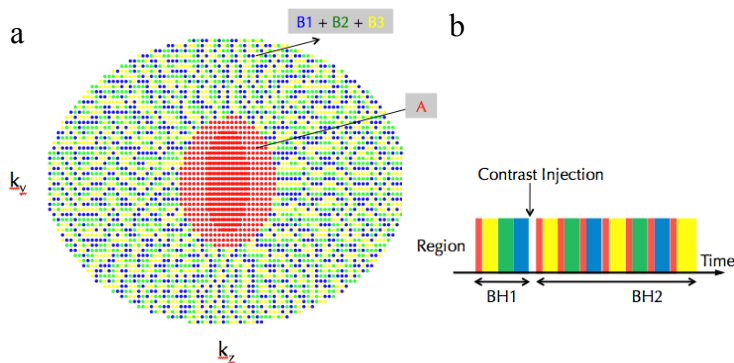 a
B1 + B2 + B3
A
ky
kz
b
Contrast Injection
Region
Time
BH1
BH2